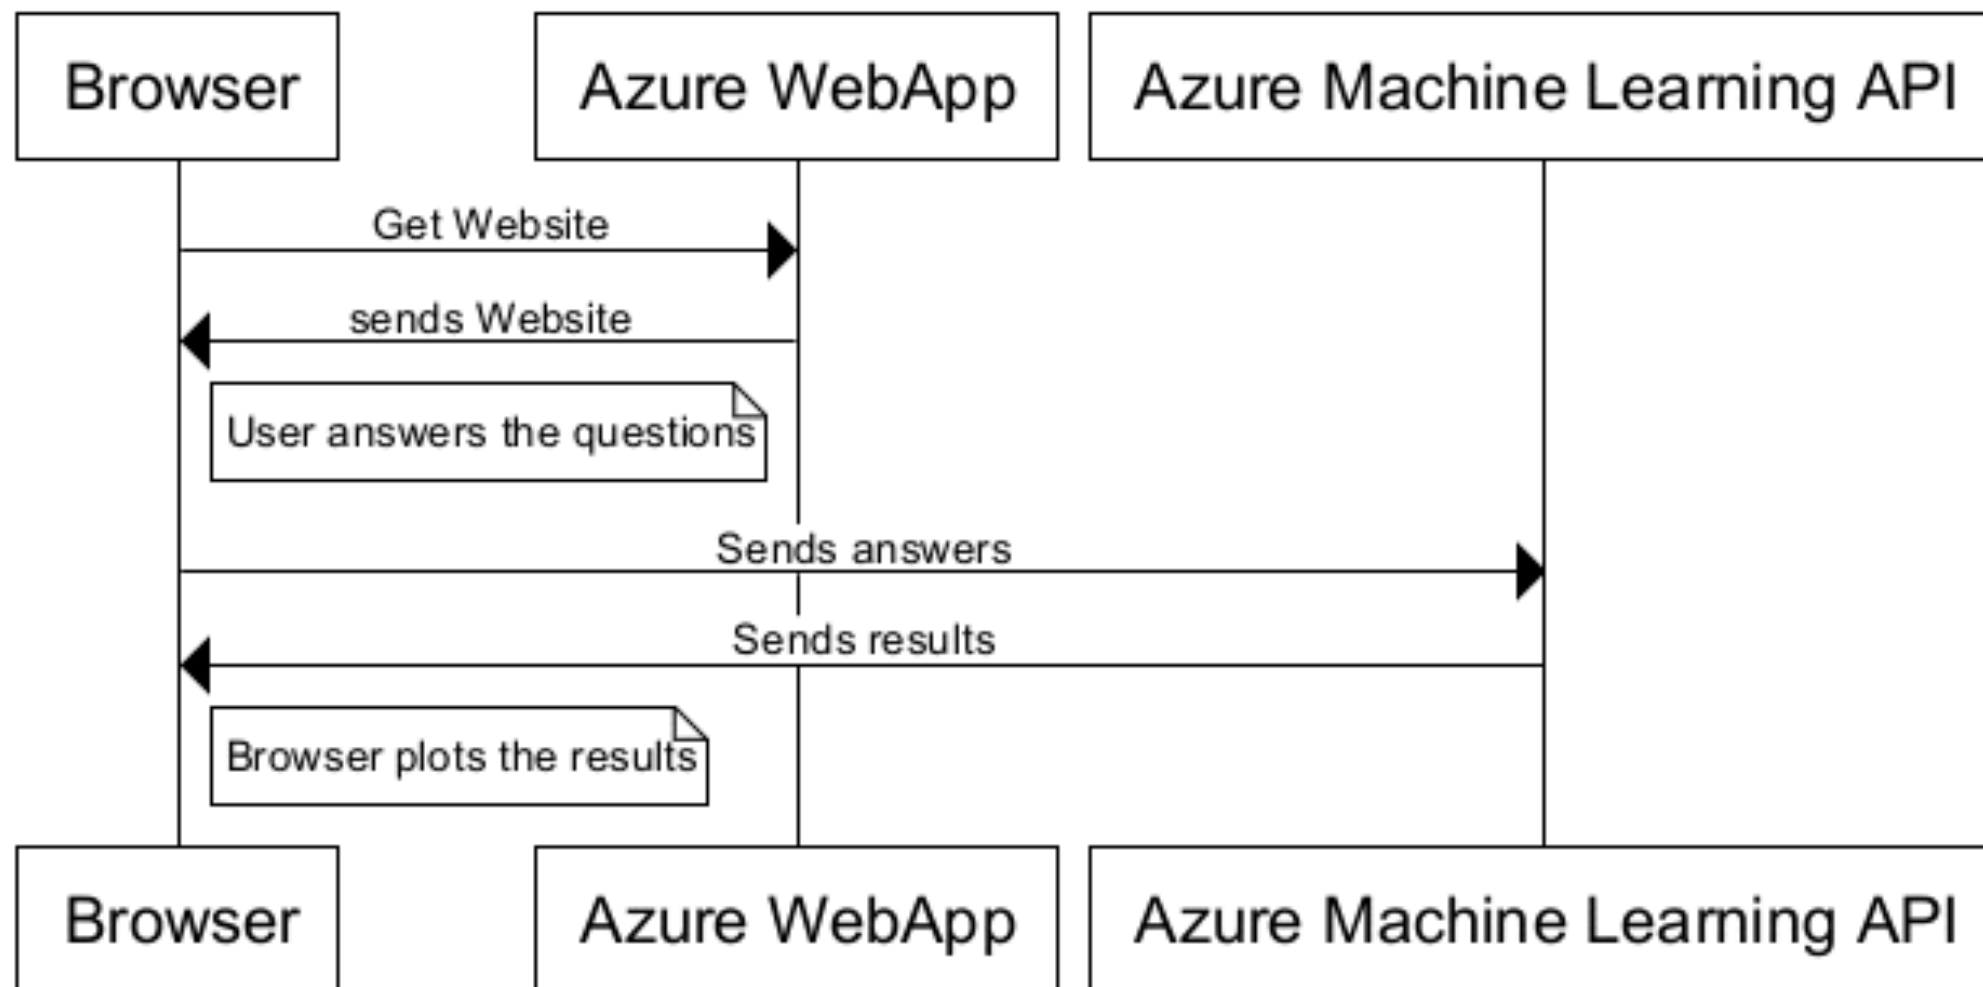 Browser
Azure WebApp
Azure Machine Learning API
Get Website
sends Website
User answers the questions
Sends answers
Sends results
Browser plots the results
Browser
Azure WebApp
Azure Machine Learning API